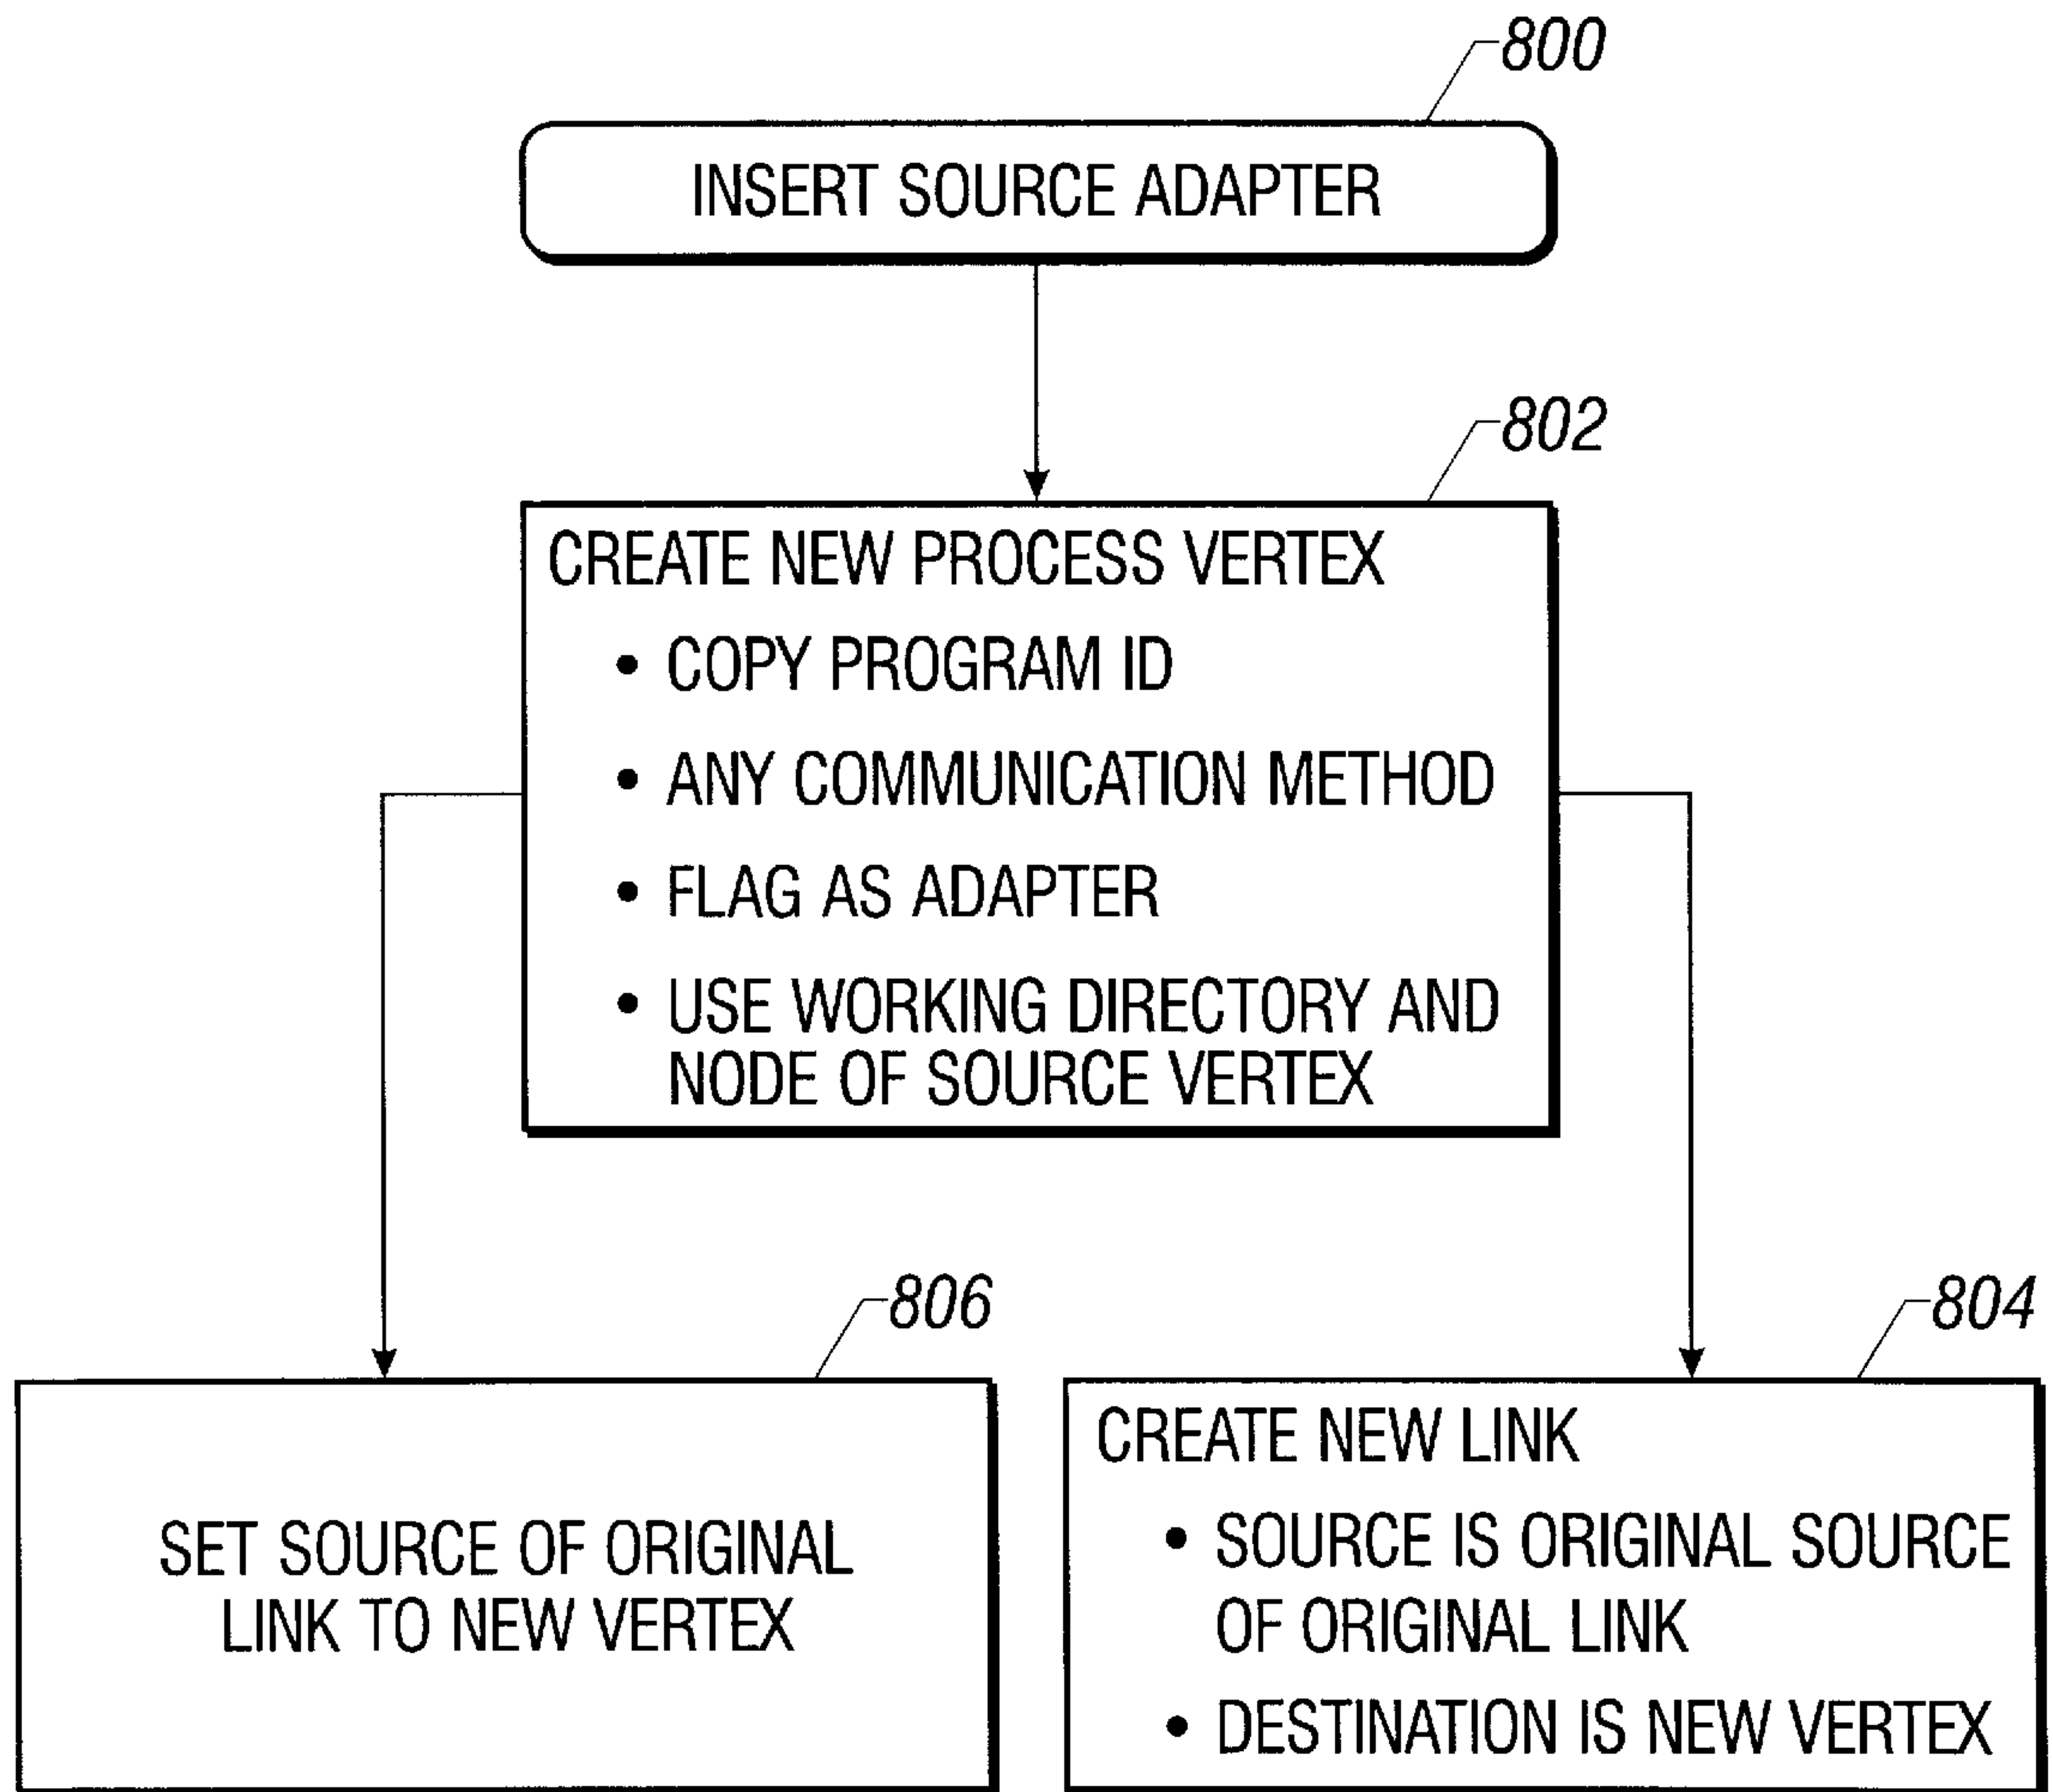 800
INSERT SOURCE ADAPTER
802
CREATE NEW PROCESS VERTEX
• COPY PROGRAM ID
• ANY COMMUNICATION METHOD
• FLAG AS ADAPTER
• USE WORKING DIRECTORY AND
NODE OF SOURCE VERTEX
806
SET SOURCE OF ORIGINAL
LINK TO NEW VERTEX
804
CREATE NEW LINK
• SOURCE IS ORIGINAL SOURCE
OF ORIGINAL LINK
• DESTINATION IS NEW VERTEX